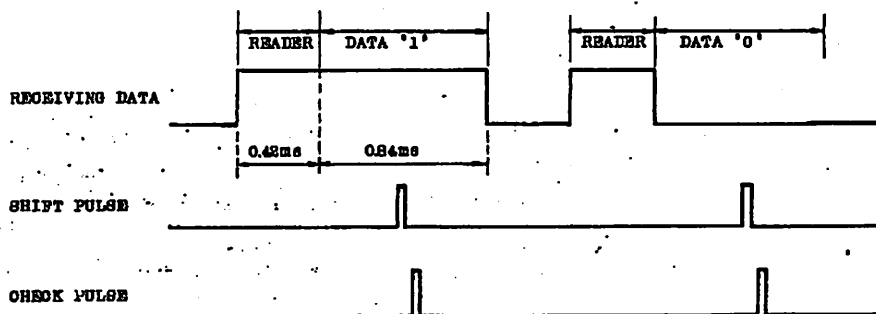 READER DATA '1' READER DATA '0'
RECEIVING DATA
0.42ms 0.84ms
SHIFT PULSE
CHECK PULSE